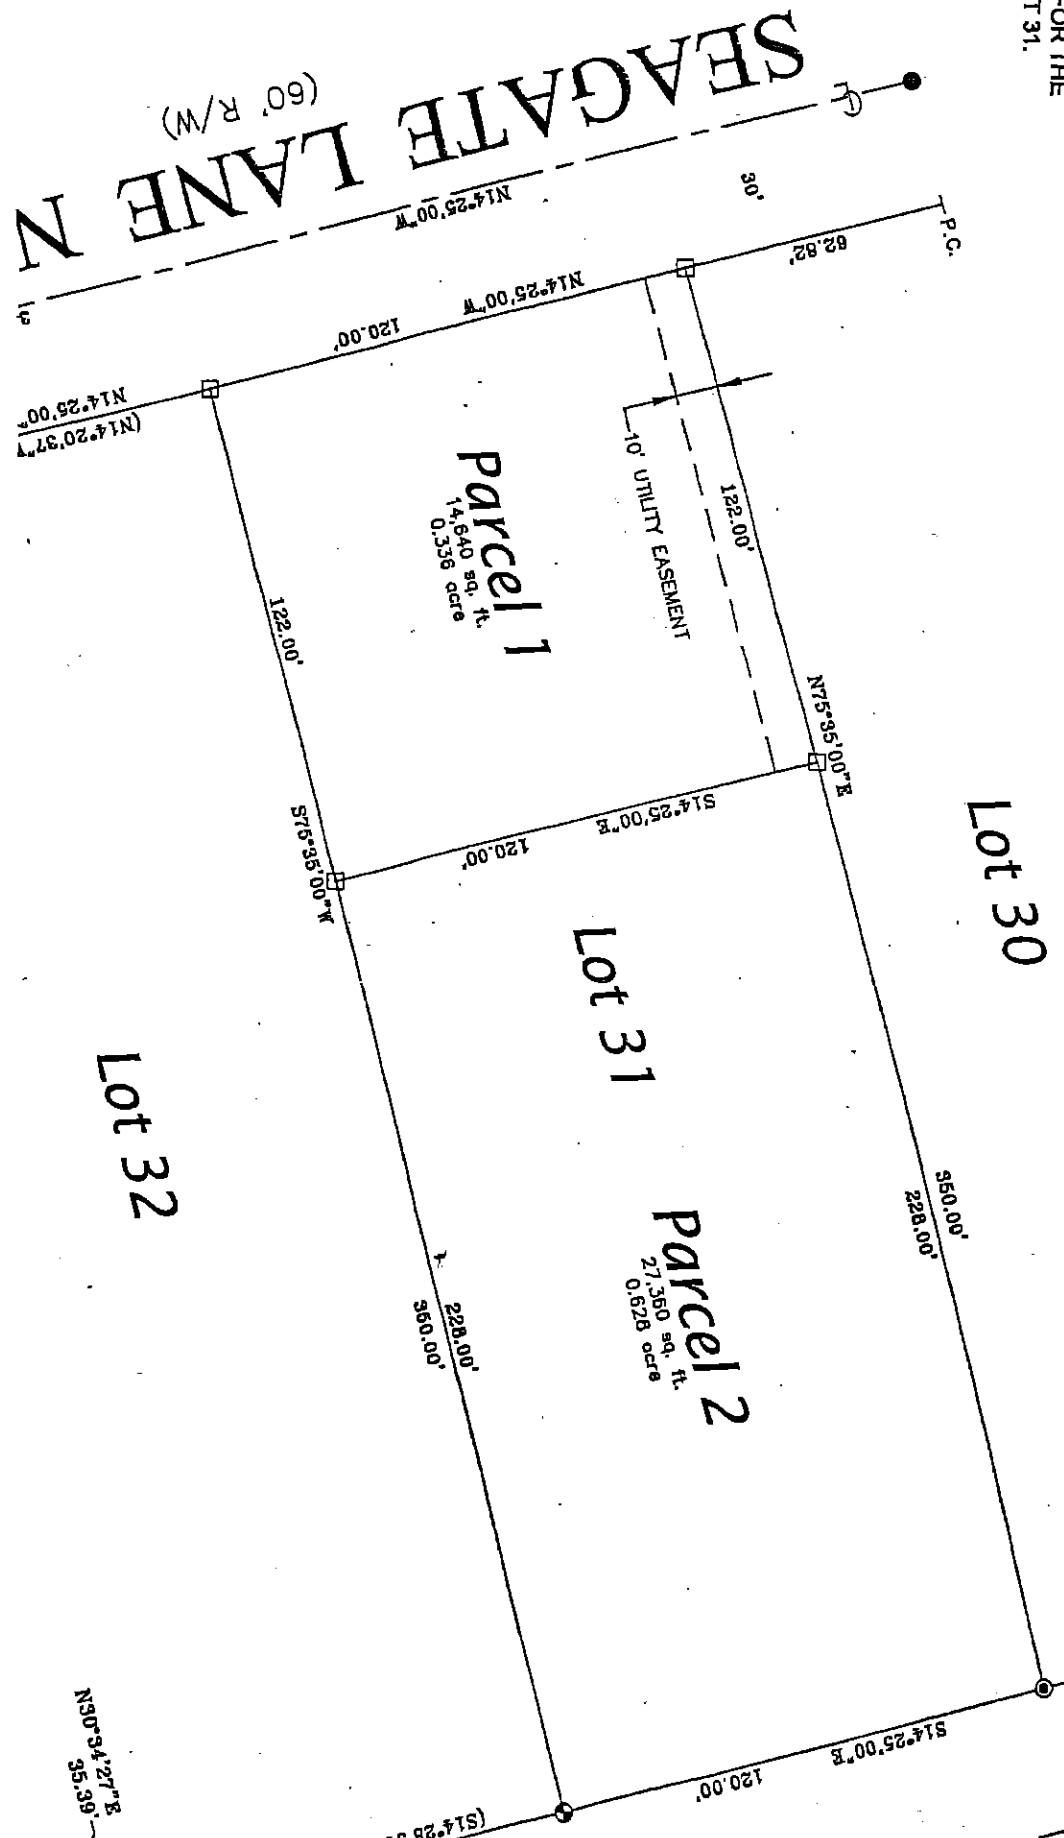 FOR THE
T 31.
SEAGATE LANE N
(60' R/W)
N14°25'00"W
30'
P.C.
62.82'
N14°25'00"W
120.00'
N14°25'00"
(N14°20'37"
10' UTILITY EASEMENT
122.00'
N75°35'00"E
Parcel 1
14,640 sq. ft.
0.336 acre
122.00'
S75°35'00"W
S14°25'00"E
120.00'
Lot 30
Lot 31
Lot 32
350.00'
228.00'
Parcel 2
27,360 sq. ft.
0.628 acre
228.00'
350.00'
S14°25'00"E
120.00'
N30°34'27"E
35.39'